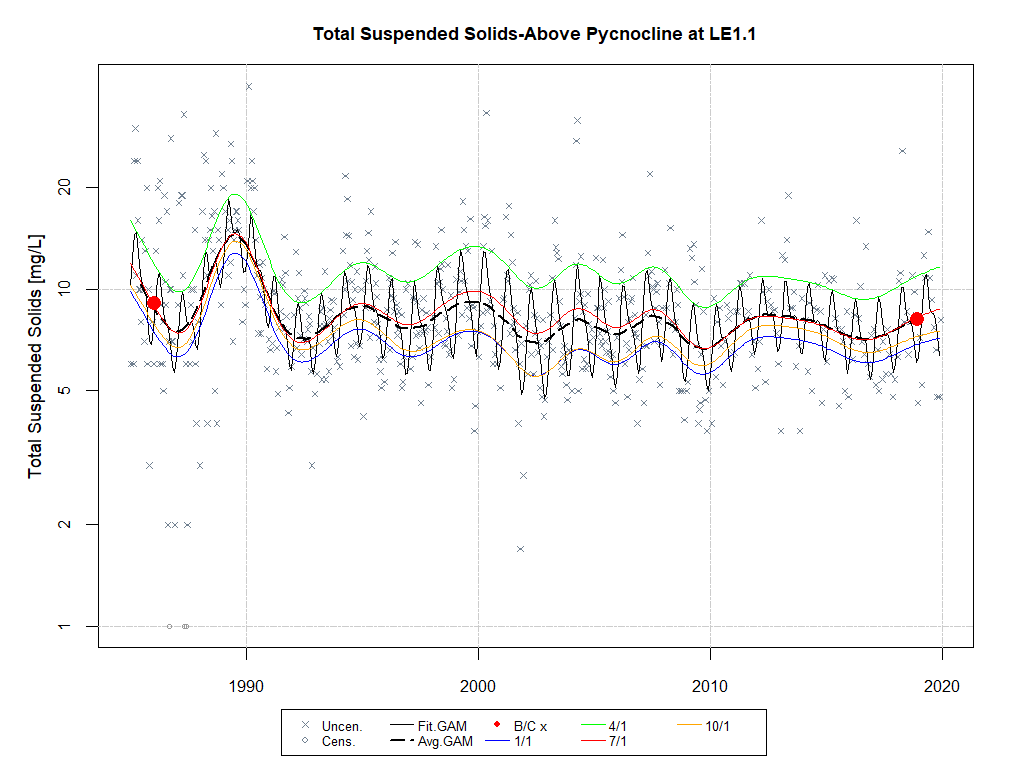 Total Suspended Solids-Above Pycnocline at LE1.1
Total Suspended Solids [mg/L]
20
10
5
2
1
1990 2000 2010 2020
Uncen. Fit.GAM B/C x 4/1 10/1
Cens. Avg.GAM 1/1 7/1